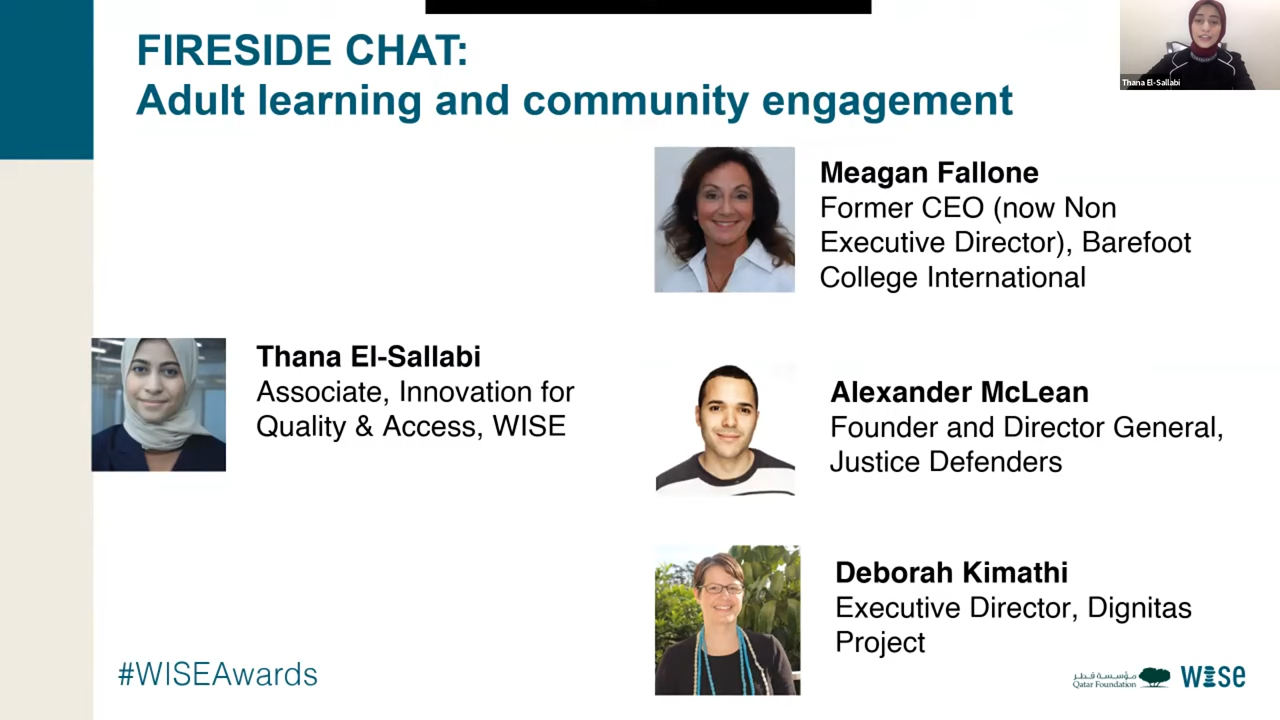 FIRESIDE CHAT:
Adult learning and community engagement
Thana El-Sallabi
Meagan Fallone
Former CEO (now Non
Executive Director), Barefoot
College International
Thana El-Sallabi
Associate, Innovation for
Quality & Access, WISE
Alexander McLean
Founder and Director General,
Justice Defenders
Deborah Kimathi
Executive Director, Dignitas
Project
#WISEAwards
مؤسسة قطر
Qatar Foundation
WISE